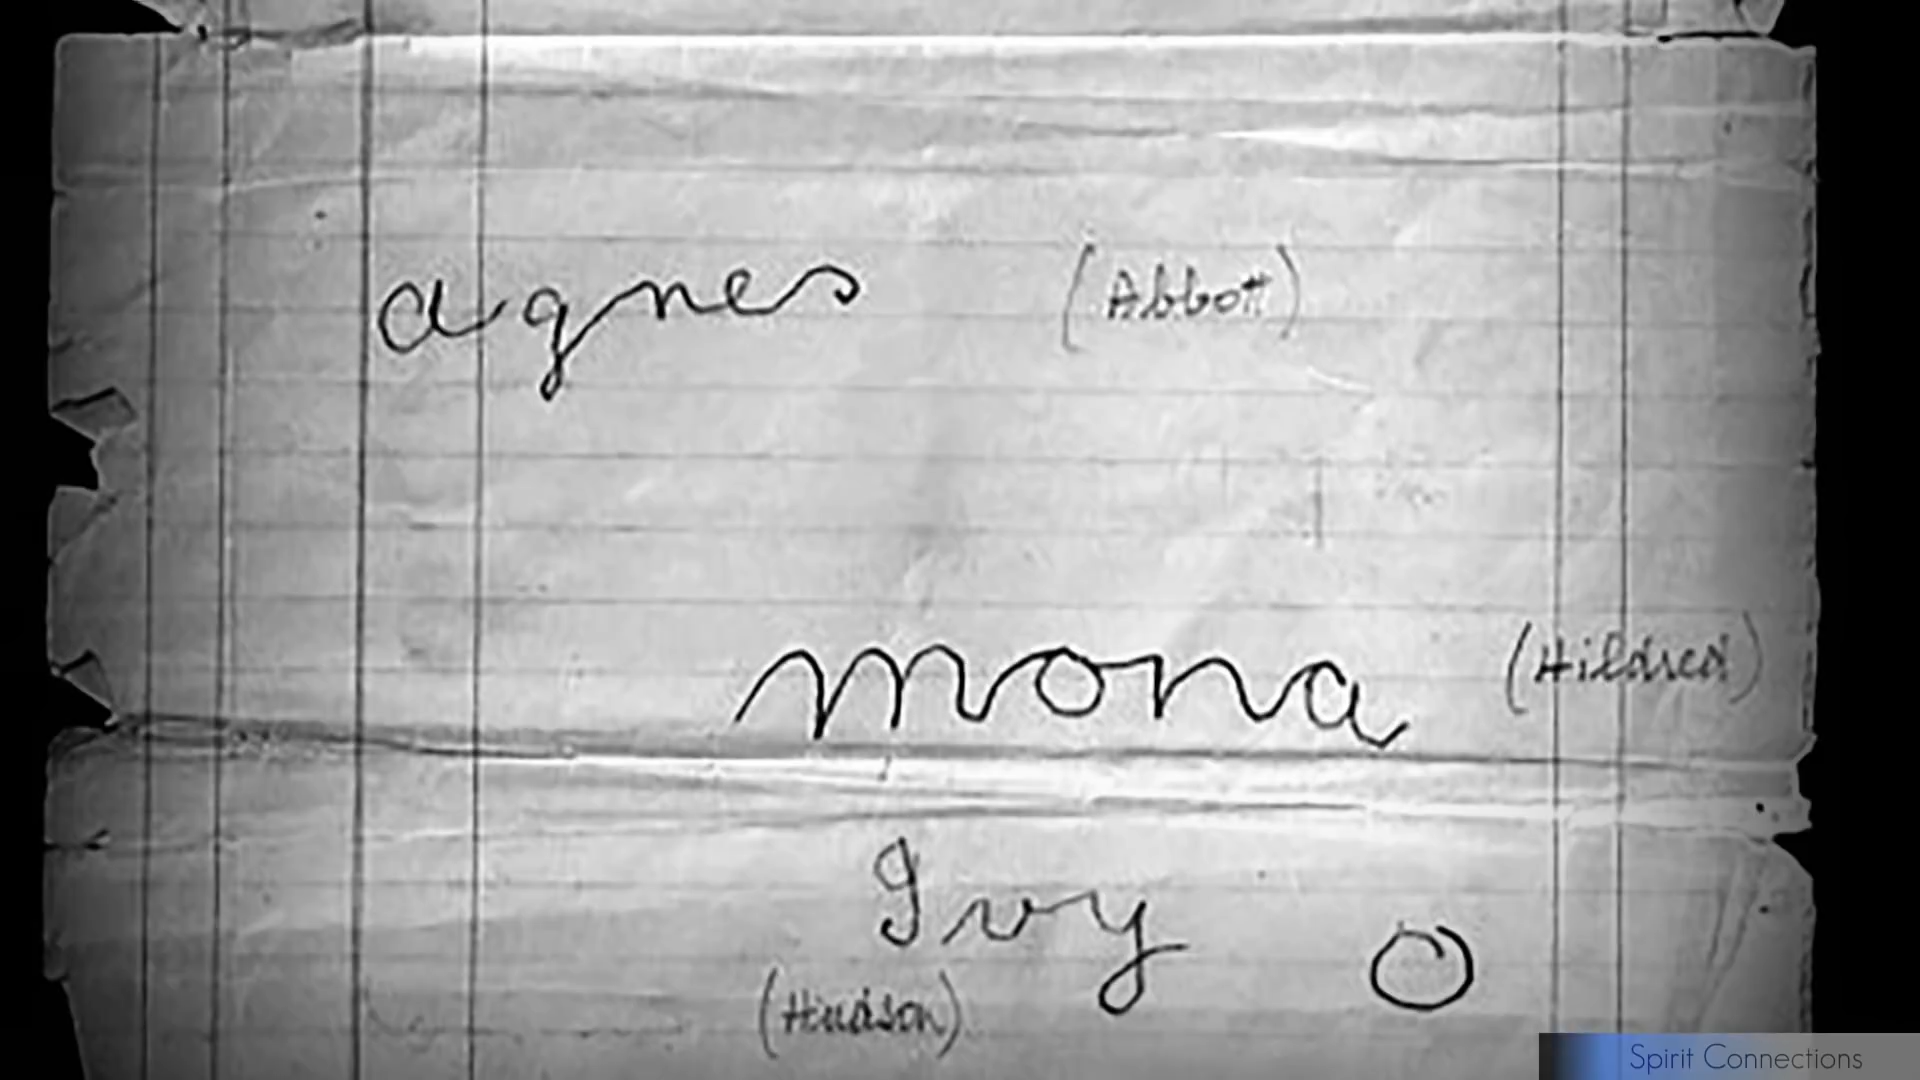 agnes (Abbott)
mona (Hildred)
Ivy O
(Hudson)
Spirit Connections